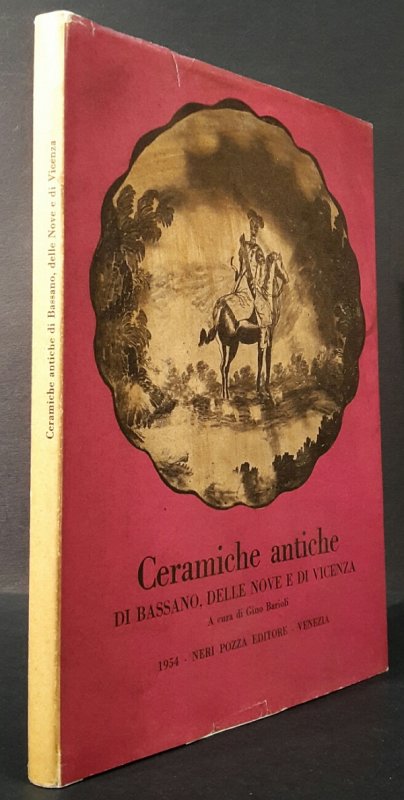 Ceramiche antiche di Bassano, delle Nove e di Vicenza
Ceramiche antiche
DI BASSANO, DELLE NOVE E DI VICENZA
A cura di Gino Barioli
1954 - NERI POZZA EDITORE - VENEZIA